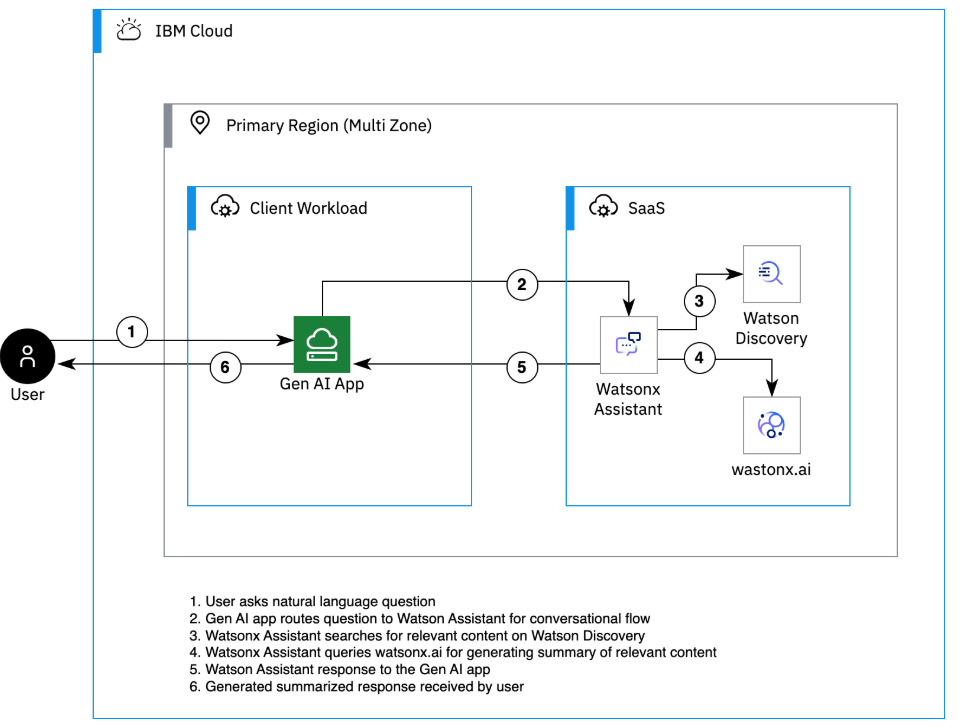 IBM Cloud
Primary Region (Multi Zone)
Client Workload
SaaS
2
3
Watson
Discovery
1
User
Gen AI App
6
5
4
Watsonx
Assistant
wastonx.ai
1. User asks natural language question
2. Gen AI app routes question to Watson Assistant for conversational flow
3. Watsonx Assistant searches for relevant content on Watson Discovery
4. Watsonx Assistant queries watsonx.ai for generating summary of relevant content
5. Watson Assistant response to the Gen AI app
6. Generated summarized response received by user